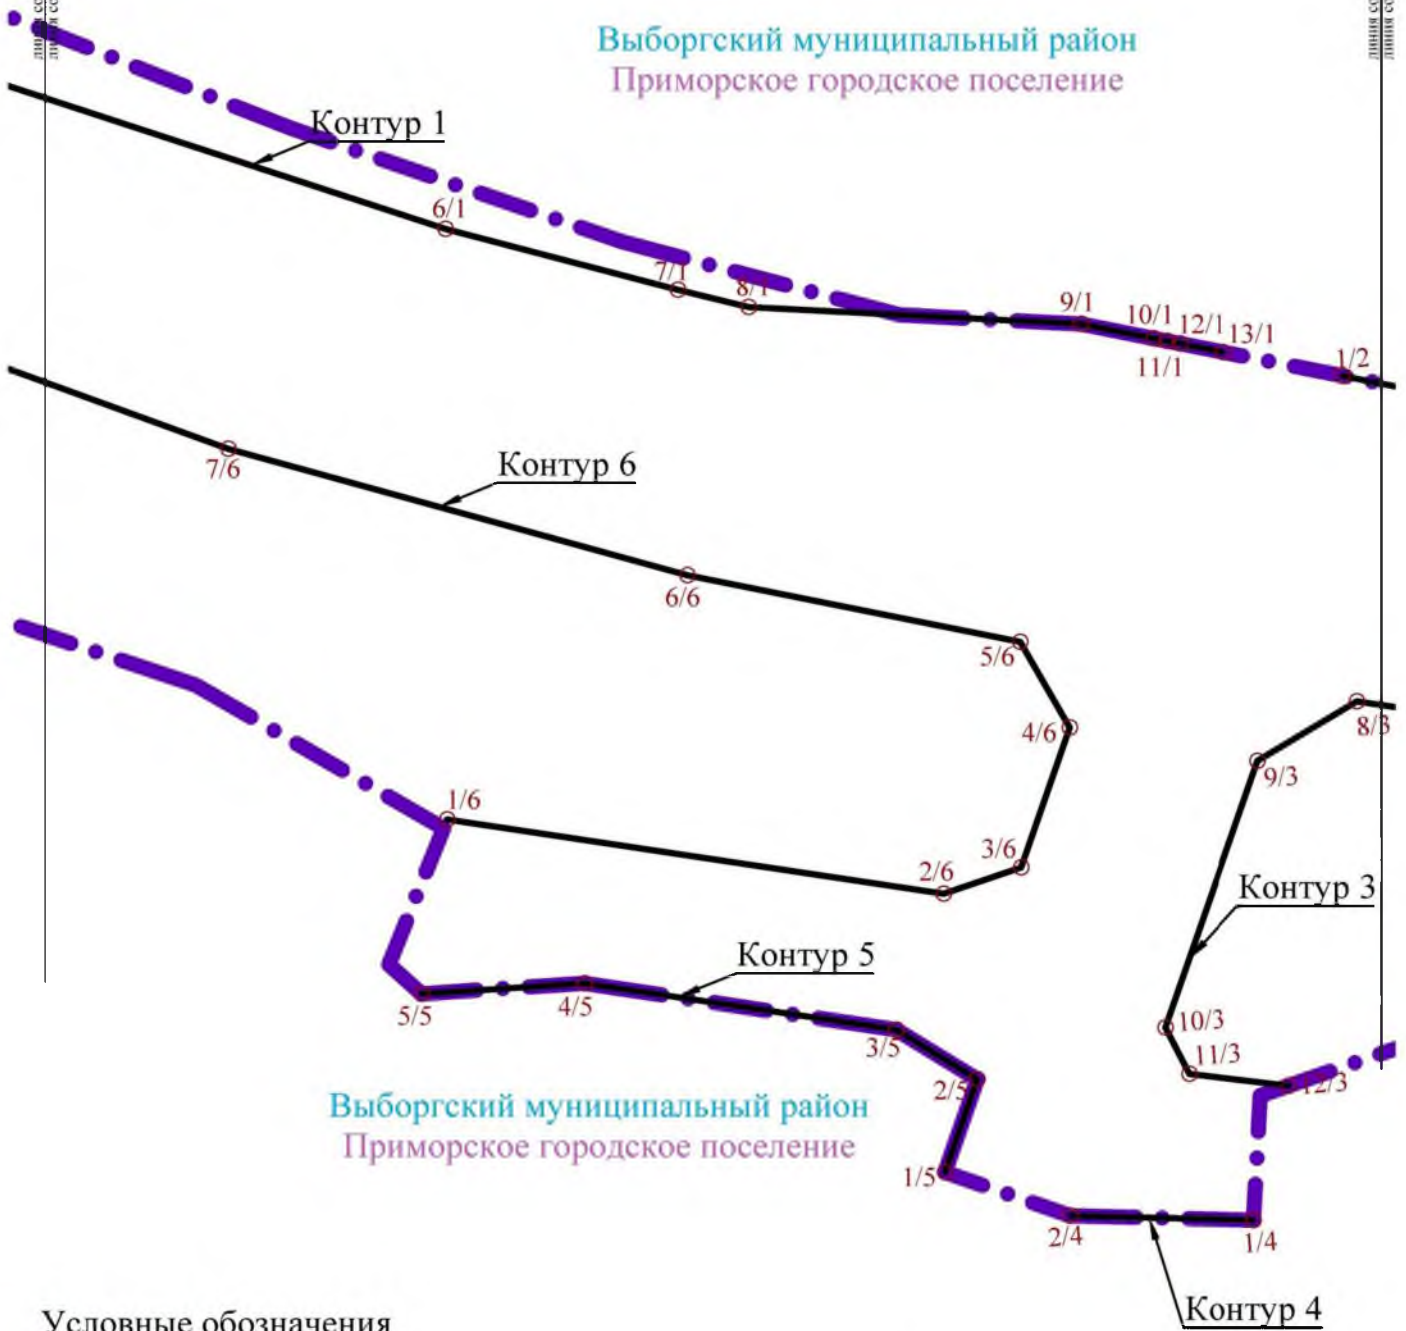 Выборгский муниципальный район
Приморское городское поселение
Контур 1
6/1
7/1
8/1
9/1
10/1
12/1
13/1
11/1
1/2
Контур 6
7/6
6/6
5/6
4/6
8/3
9/3
1/6
3/6
2/6
Контур 3
Контур 5
5/5
4/5
10/3
3/5
11/3
2/5
12/3
Выборгский муниципальный район
Приморское городское поселение
1/5
2/4
1/4
Контур 4
Условные обозначения